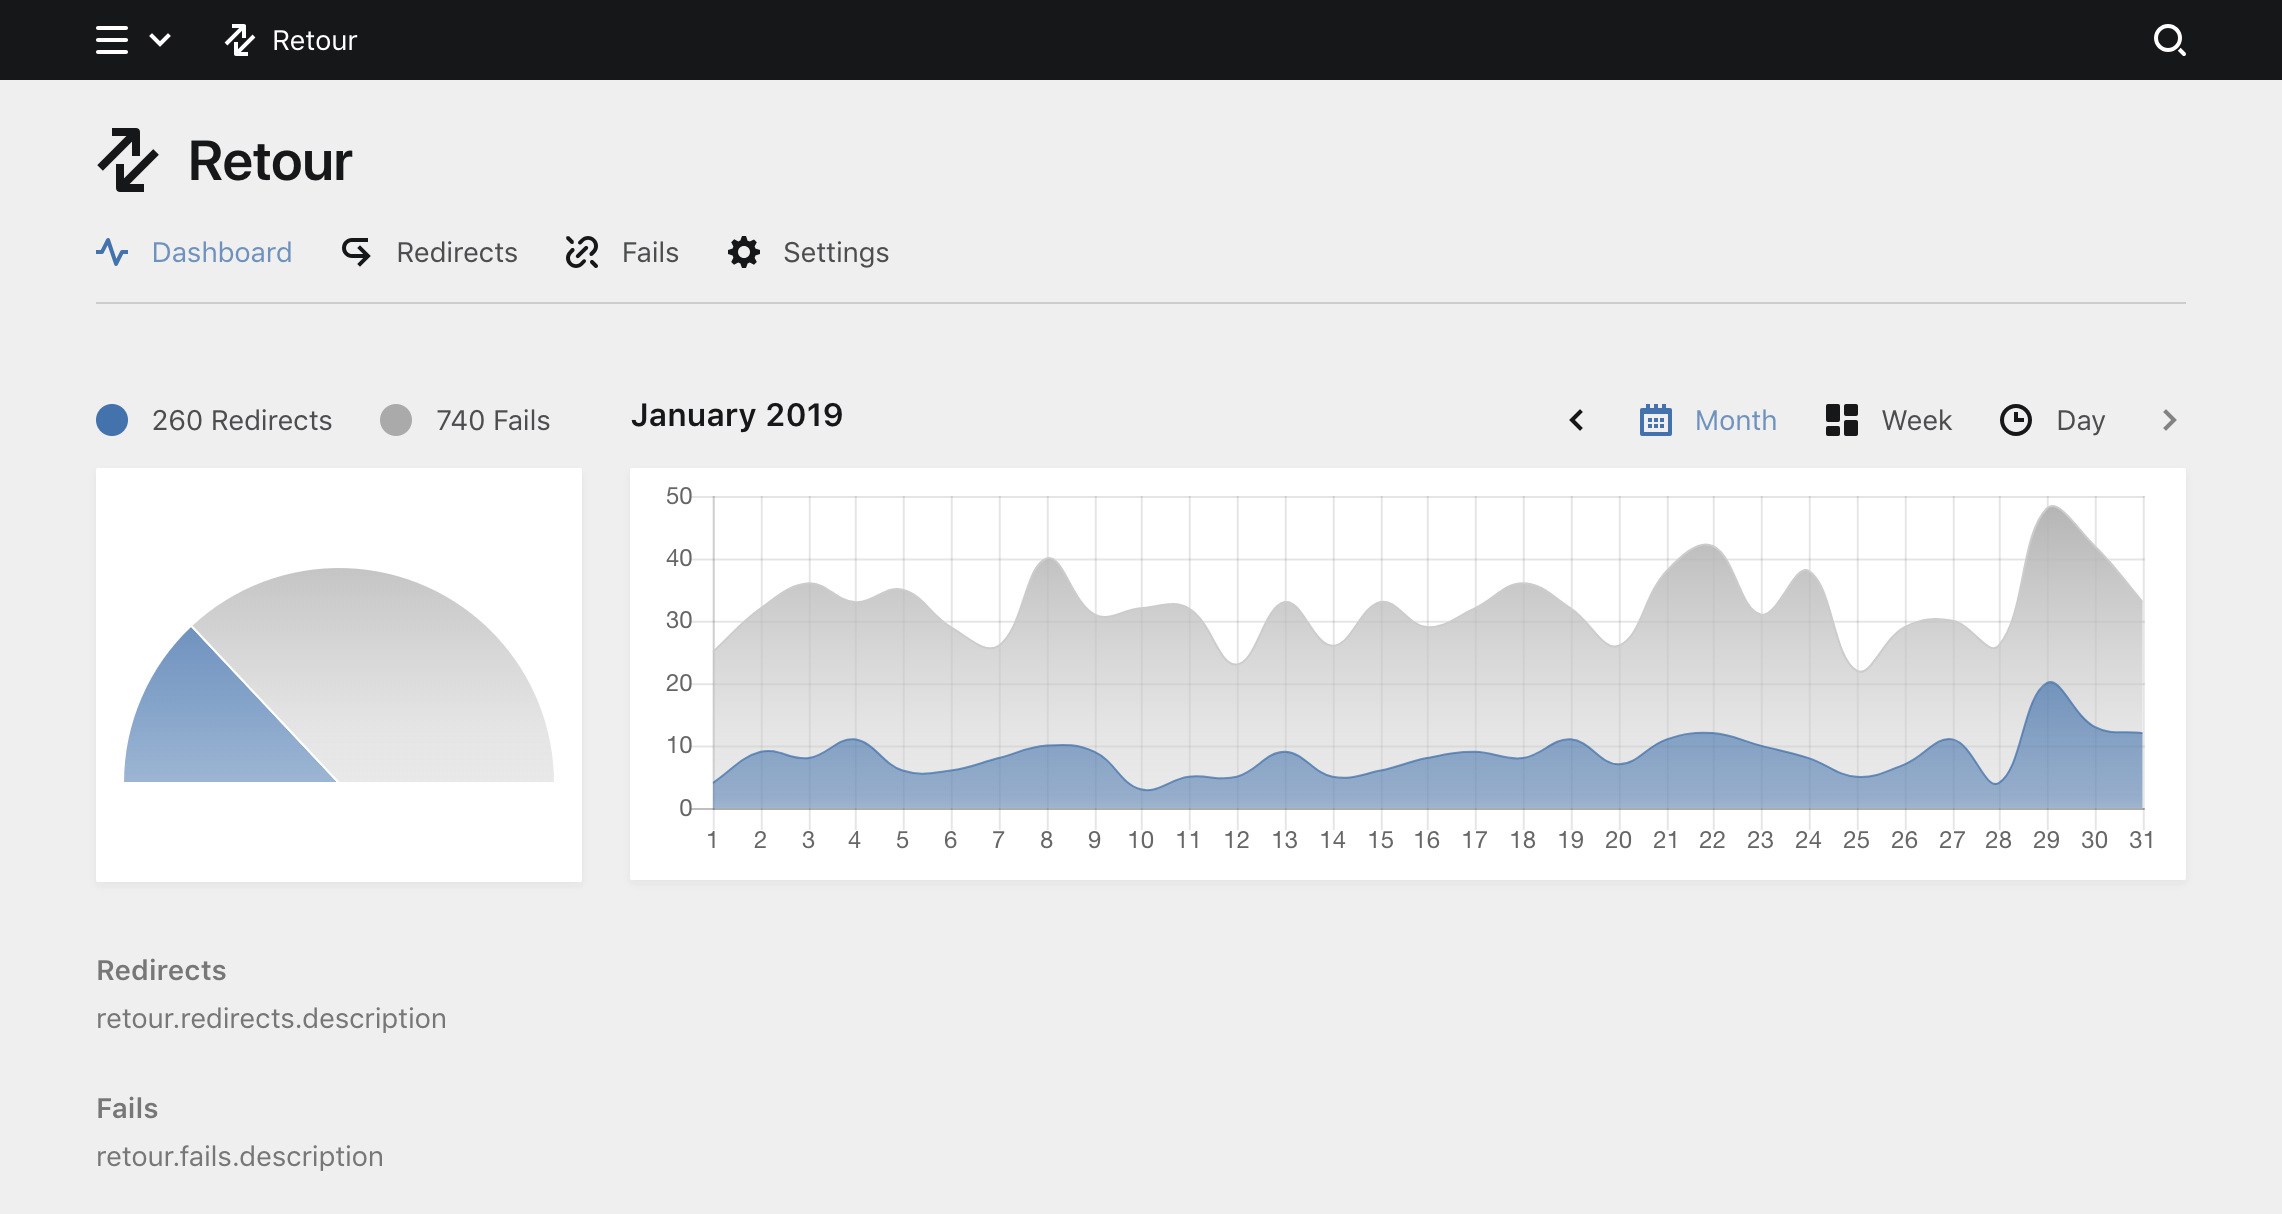 Retour
Retour
Dashboard Redirects Fails Settings
260 Redirects 740 Fails January 2019 Month Week Day
50
40
30
20
10
0
1 2 3 4 5 6 7 8 9 10 11 12 13 14 15 16 17 18 19 20 21 22 23 24 25 26 27 28 29 30 31
Redirects
retour.redirects.description
Fails
retour.fails.description